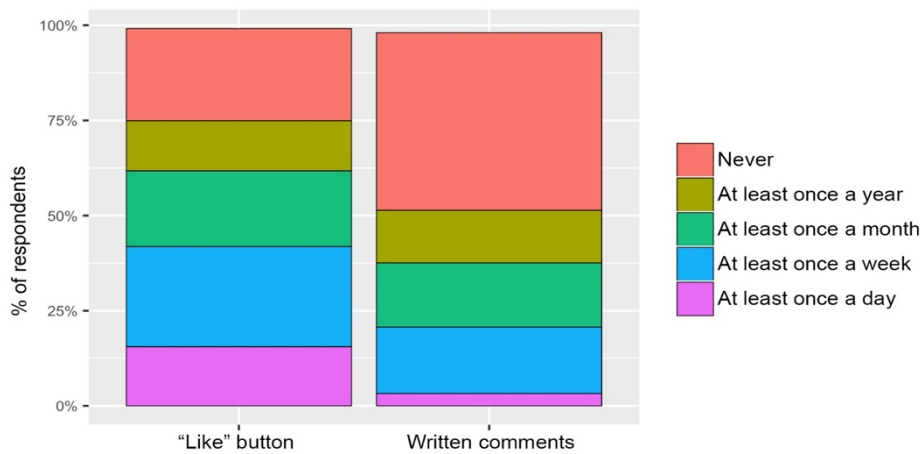 % of respondents
100%
75%
50%
25%
0%
“Like” button
Written comments
Never
At least once a year
At least once a month
At least once a week
At least once a day